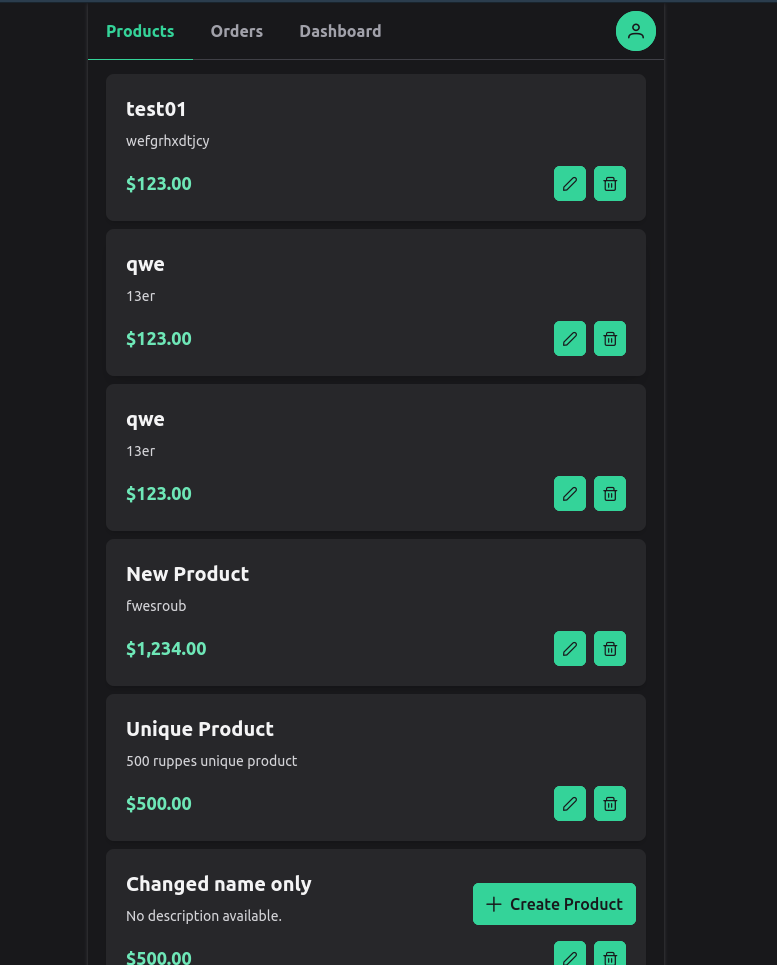 Products Orders Dashboard
test01
wefgrhxdtjcy
$123.00
qwe
13er
$123.00
qwe
13er
$123.00
New Product
fwesroub
$1,234.00
Unique Product
500 ruppes unique product
$500.00
Changed name only
No description available.
Create Product
$500.00